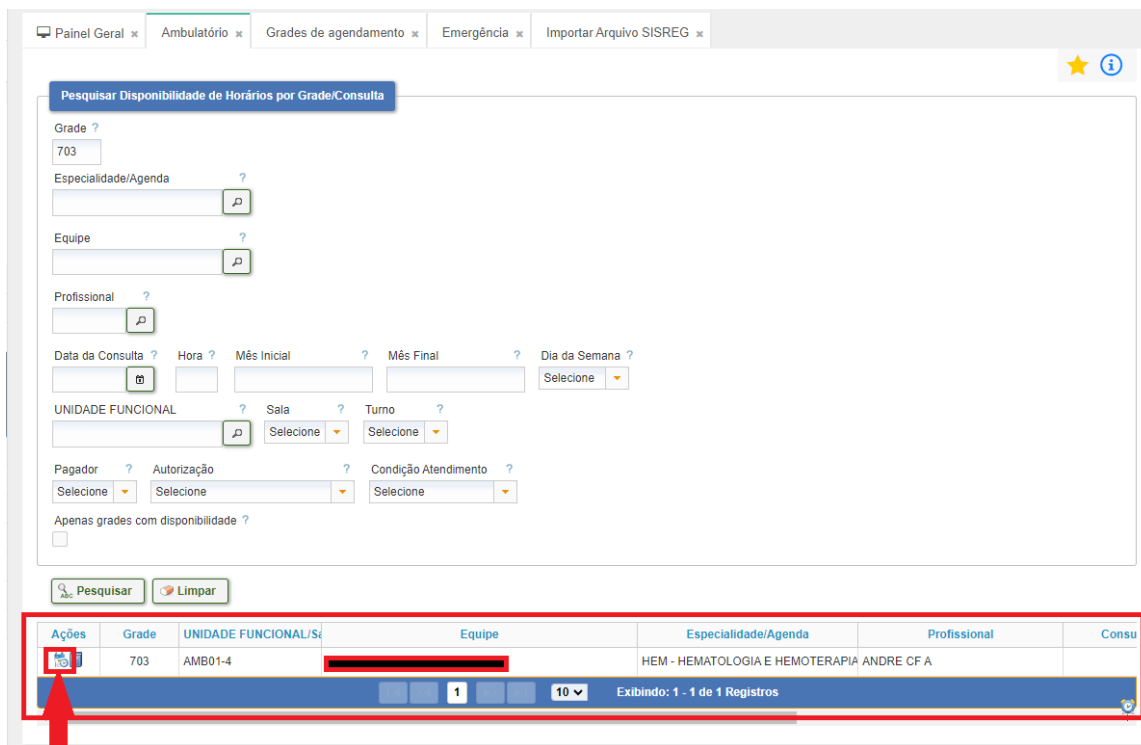 Painel Geral Ambulatório Grades de agendamento Emergência Importar Arquivo SISREG
Pesquisar Disponibilidade de Horários por Grade/Consulta
Grade ?
703
Especialidade/Agenda ?
Equipe ?
Profissional ?
Data da Consulta ? Hora ? Mês Inicial ? Mês Final ? Dia da Semana ?
Selecione
UNIDADE FUNCIONAL ? Sala ? Turno ?
Selecione Selecione
Pagador ? Autorização ? Condição Atendimento ?
Selecione Selecione Selecione
Apenas grades com disponibilidade ?
ABC Pesquisar Limpar
Ações Grade UNIDADE FUNCIONAL/Sa Equipe Especialidade/Agenda Profissional Consu
703 AMB01-4 HEM - HEMATOLOGIA E HEMOTERAPIA ANDRE CF A
1 10 Exibindo: 1 - 1 de 1 Registros